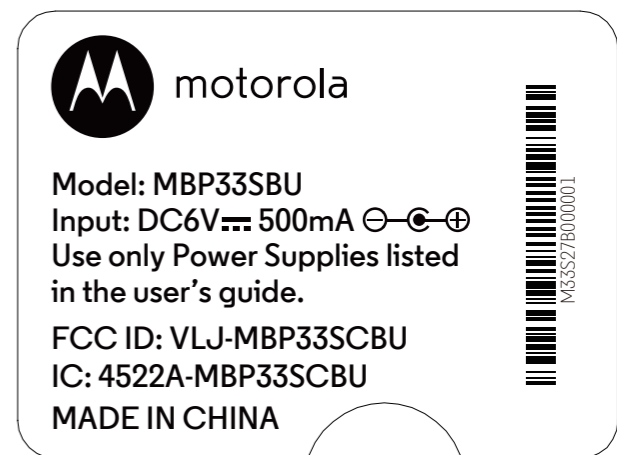 motorola
Model: MBP33SBU
Input: DC6V⎓ 500mA
Use only Power Supplies listed
in the user’s guide.
FCC ID: VLJ-MBP33SCBU
IC: 4522A-MBP33SCBU
MADE IN CHINA
M33S27B000001